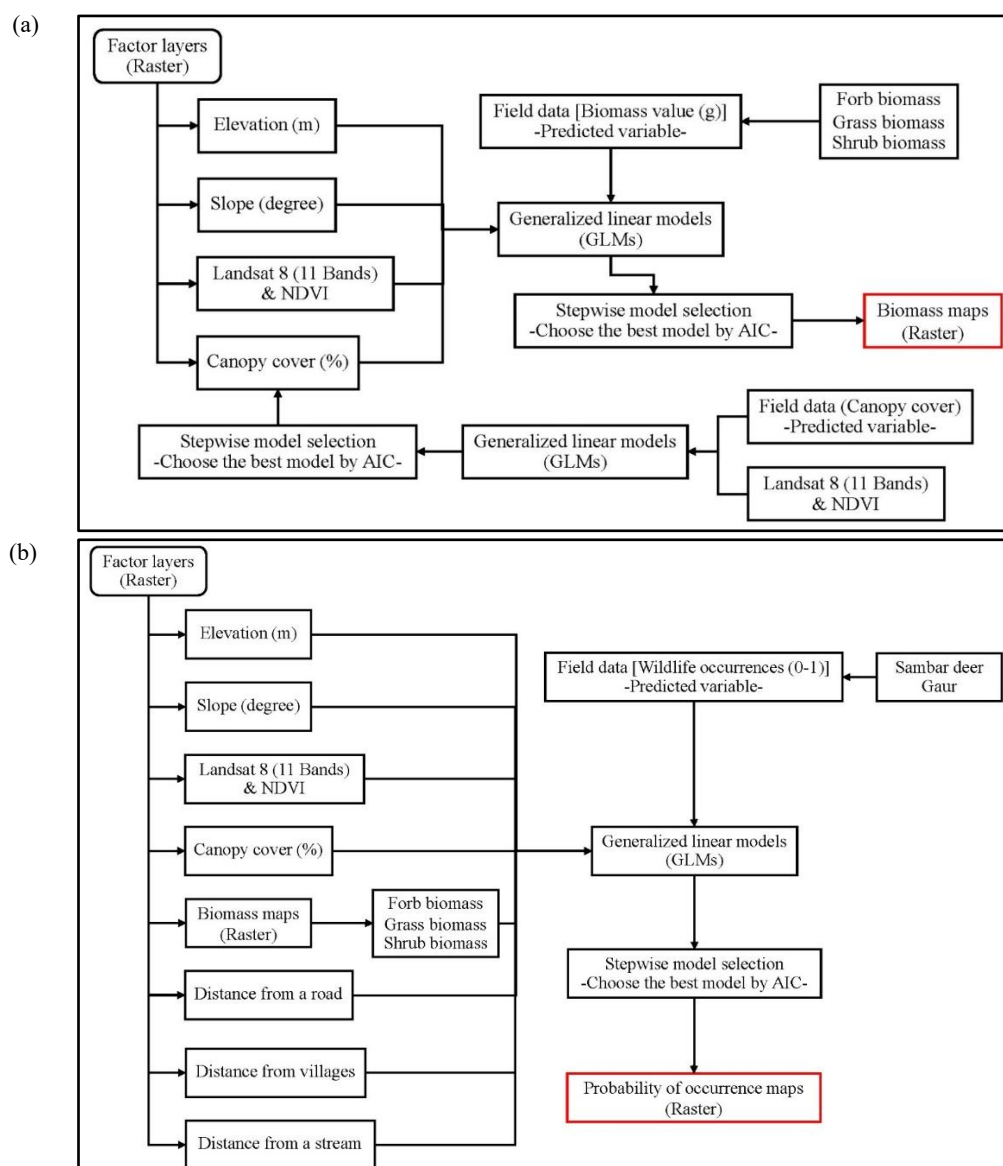 (a)
Factor layers
(Raster)
Elevation (m)
Slope (degree)
Landsat 8 (11 Bands)
& NDVI
Canopy cover (%)
Field data [Biomass value (g)]
-Predicted variable-
Forb biomass
Grass biomass
Shrub biomass
Generalized linear models
(GLMs)
Stepwise model selection
-Choose the best model by AIC-
Biomass maps
(Raster)
Stepwise model selection
-Choose the best model by AIC-
Generalized linear models
(GLMs)
Field data (Canopy cover)
-Predicted variable-
Landsat 8 (11 Bands)
& NDVI
(b)
Factor layers
(Raster)
Elevation (m)
Slope (degree)
Landsat 8 (11 Bands)
& NDVI
Canopy cover (%)
Biomass maps
(Raster)
Forb biomass
Grass biomass
Shrub biomass
Distance from a road
Distance from villages
Distance from a stream
Field data [Wildlife occurrences (0-1)]
-Predicted variable-
Sambar deer
Gaur
Generalized linear models
(GLMs)
Stepwise model selection
-Choose the best model by AIC-
Probability of occurrence maps
(Raster)